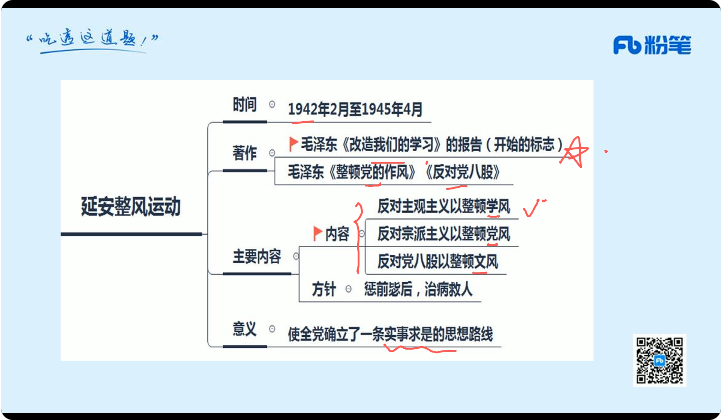 “吃透这道题！”
粉笔
时间
1942年2月至1945年4月
著作
毛泽东《改造我们的学习》的报告（开始的标志）
毛泽东《整顿党的作风》《反对党八股》
延安整风运动
主要内容
内容
反对主观主义以整顿学风
反对宗派主义以整顿党风
反对党八股以整顿文风
方针
惩前毖后，治病救人
意义
使全党确立了一条实事求是的思想路线